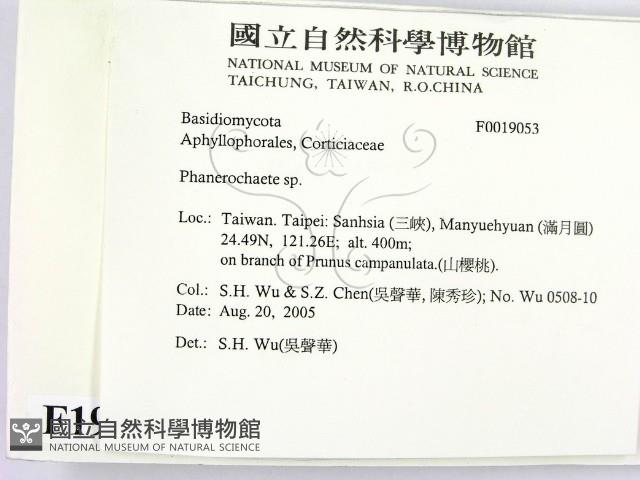 國立自然科學博物館
NATIONAL MUSEUM OF NATURAL SCIENCE
TAICHUNG, TAIWAN, R.O.CHINA
Basidiomycota F0019053
Aphyllophorales, Corticiaceae
Phanerochaete sp.
Loc.: Taiwan. Taipei: Sanhsia (三峽), Manyuehyuan (滿月圓)
24.49N, 121.26E; alt. 400m;
on branch of Prunus campanulata.(山櫻桃).
Col.: S.H. Wu & S.Z. Chen(吳聲華, 陳秀珍); No. Wu 0508-10
Date: Aug. 20, 2005
Det.: S.H. Wu(吳聲華)
F19
國立自然科學博物館
NATIONAL MUSEUM OF NATURAL SCIENCE